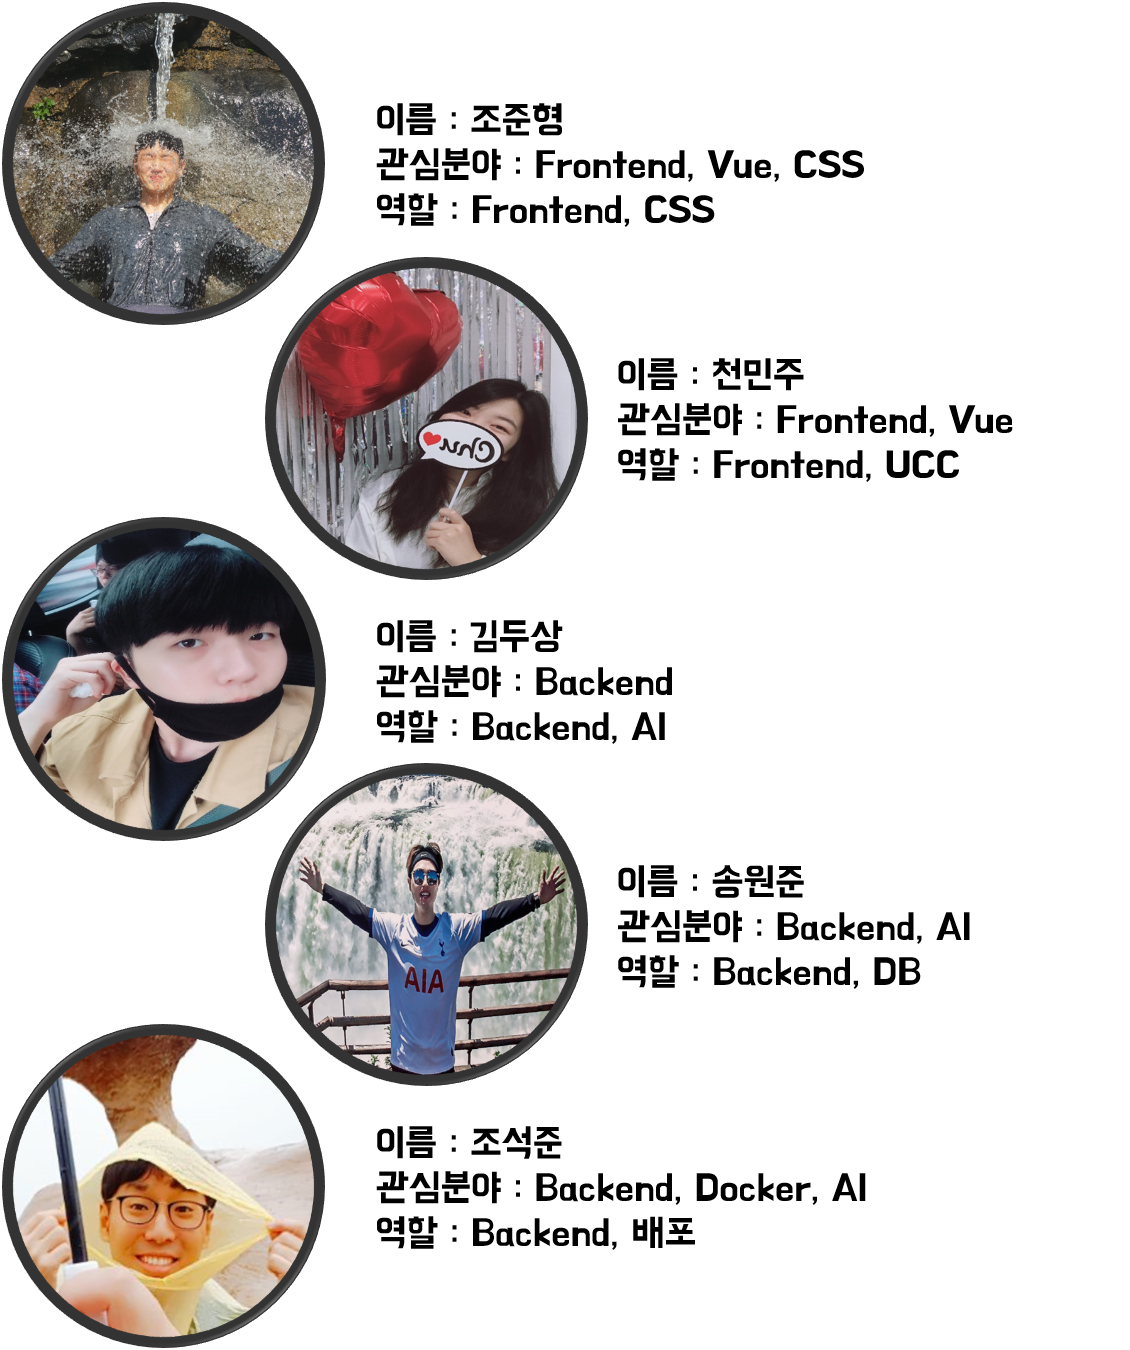 이름 : 조준형
관심분야 : Frontend, Vue, CSS
역할 : Frontend, CSS
이름 : 천민주
관심분야 : Frontend, Vue
역할 : Frontend, UCC
Chu
이름 : 김두상
관심분야 : Backend
역할 : Backend, AI
이름 : 송원준
관심분야 : Backend, AI
역할 : Backend, DB
AIA
이름 : 조석준
관심분야 : Backend, Docker, AI
역할 : Backend, 배포